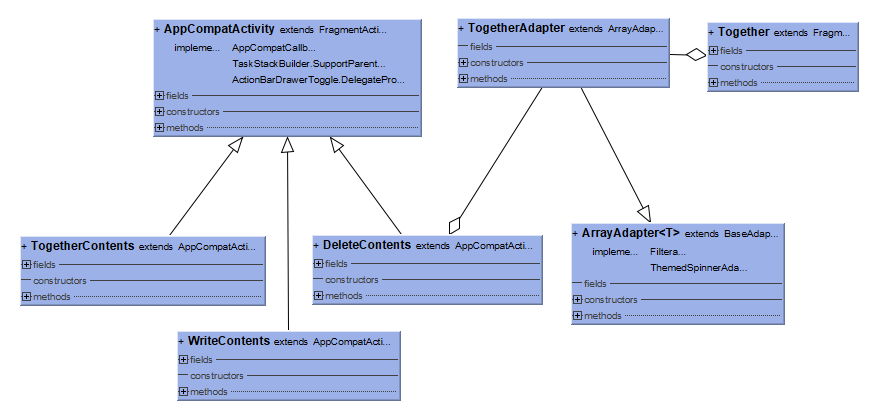 + AppCompatActivity extends FragmentActi...
impleme... AppCompatCallb...
TaskStackBuilder.SupportParent...
ActionBarDrawerToggle.DelegatePro...
fields
constructors
methods
+ TogetherAdapter extends ArrayAdap...
fields
constructors
methods
+ Together extends Fragm...
fields
constructors
methods
+ TogetherContents extends AppCompatActi...
fields
constructors
methods
+ DeleteContents extends AppCompatActi...
fields
constructors
methods
+ ArrayAdapter<T> extends BaseAdap...
impleme... Filtera...
ThemedSpinnerAda...
fields
constructors
methods
+ WriteContents extends AppCompatActi...
fields
constructors
methods